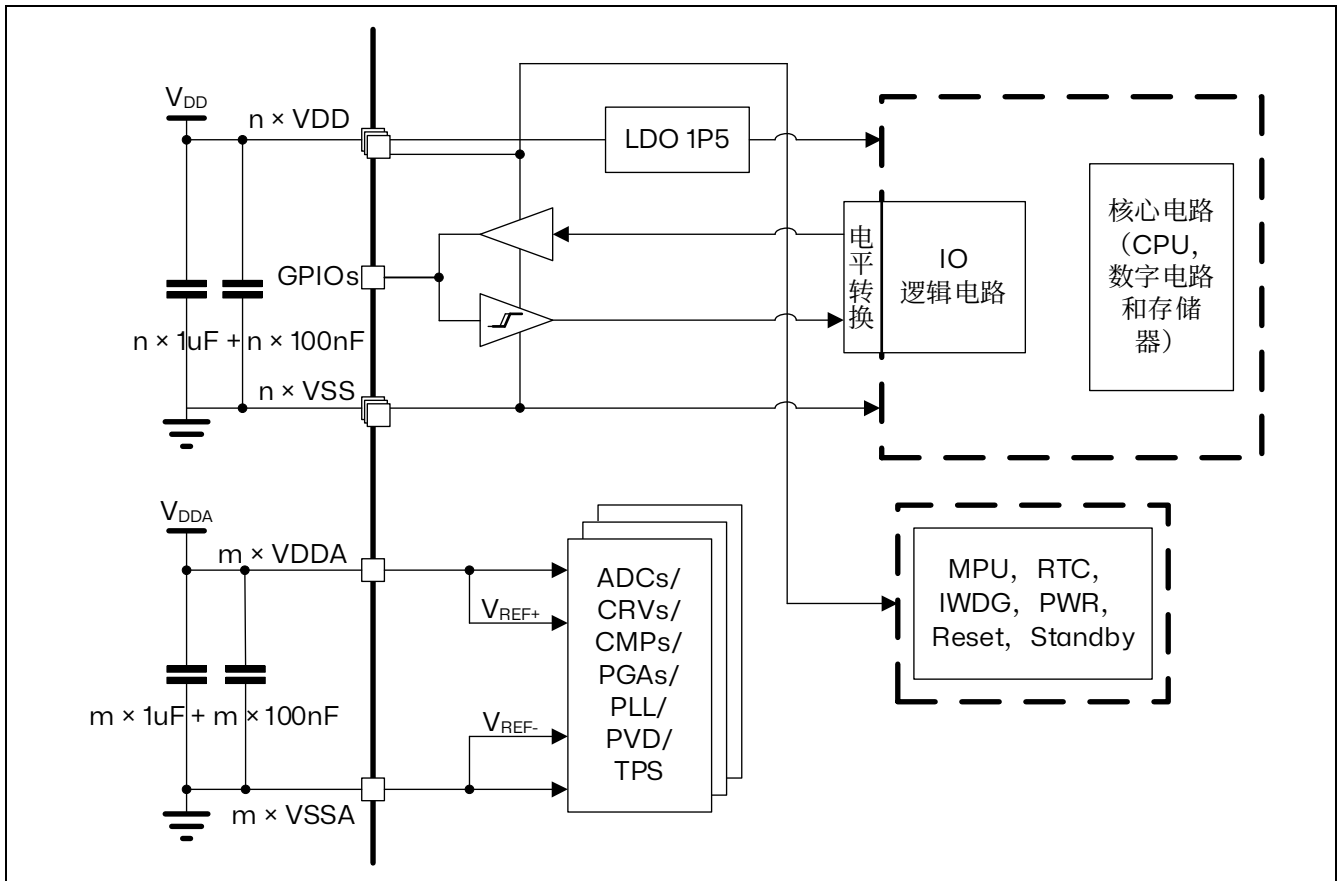 VDD
n × VDD
LDO 1P5
GPIOs
n × 1uF + n × 100nF
n × VSS
电平转换
IO
逻辑电路
核心电路
（CPU，
数字电路
和存储
器）
VDDA
m × VDDA
VREF+
m × 1uF + m × 100nF
VREF-
m × VSSA
ADCs/
CRVs/
CMPs/
PGAs/
PLL/
PVD/
TPS
MPU，RTC，
IWDG，PWR，
Reset，Standby